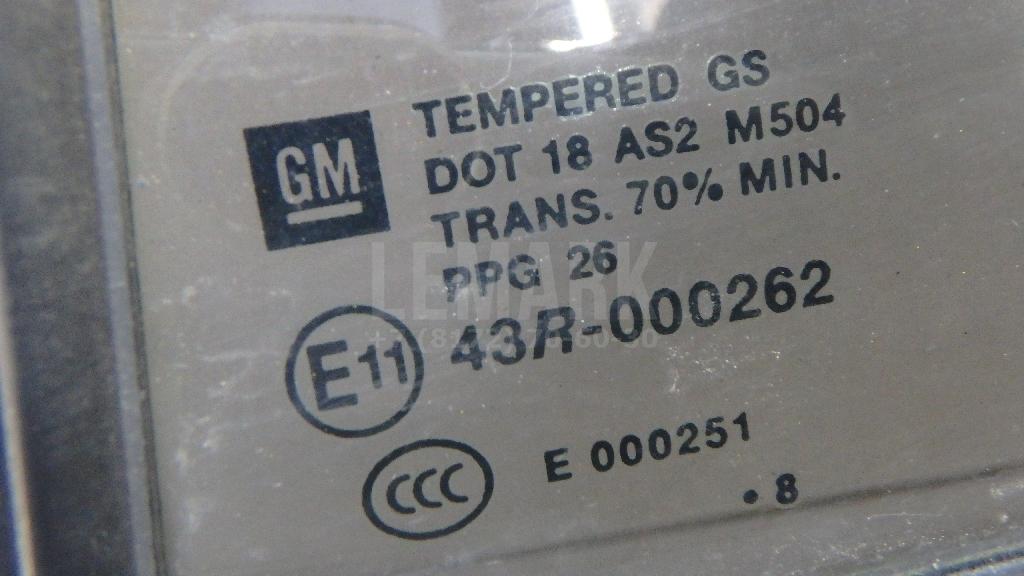 GM
TEMPERED GS
DOT 18 AS2 M504
TRANS. 70% MIN.
PPG 26
LEMARK
E11 43R-000262
CCC E 000251
.8